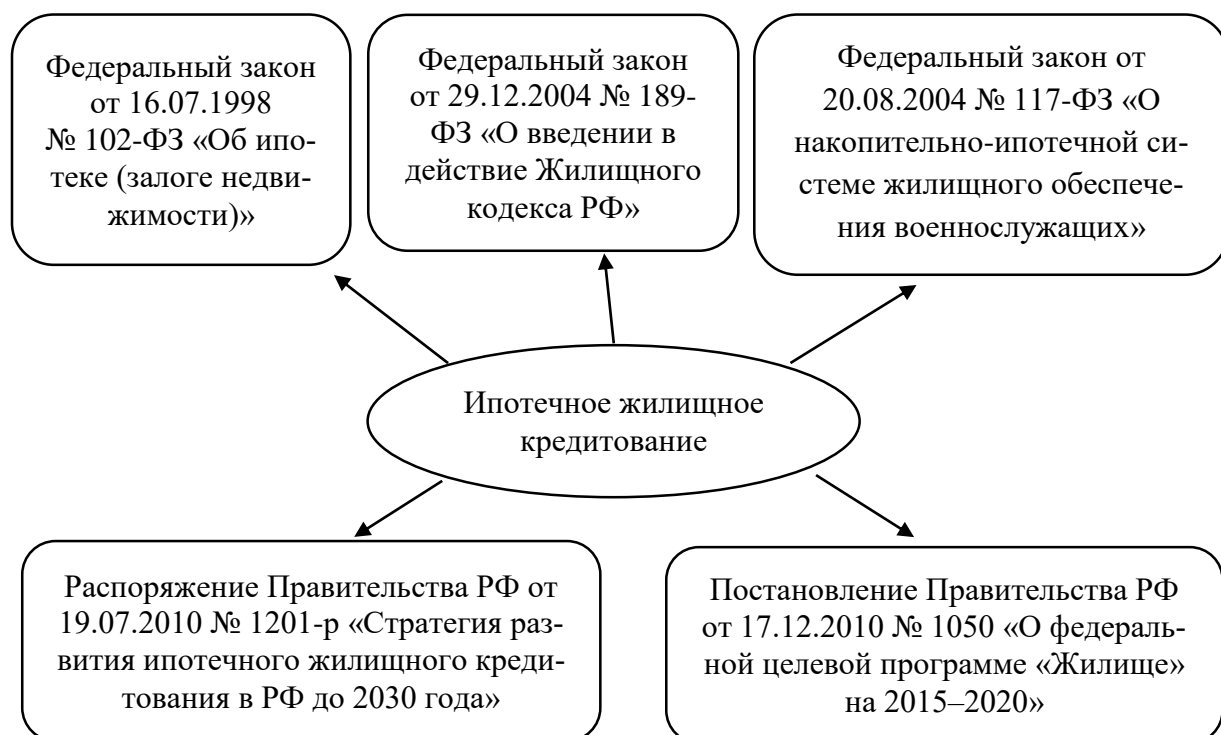 Федеральный закон
от 16.07.1998
№ 102-ФЗ «Об ипо-
теке (залоге недви-
жимости)»
Федеральный закон
от 29.12.2004 № 189-
ФЗ «О введении в
действие Жилищного
кодекса РФ»
Федеральный закон от
20.08.2004 № 117-ФЗ «О
накопительно-ипотечной си-
стеме жилищного обеспече-
ния военнослужащих»
Ипотечное жилищное
кредитование
Распоряжение Правительства РФ от
19.07.2010 № 1201-р «Стратегия раз-
вития ипотечного жилищного креди-
тования в РФ до 2030 года»
Постановление Правительства РФ
от 17.12.2010 № 1050 «О федераль-
ной целевой программе «Жилище»
на 2015–2020»